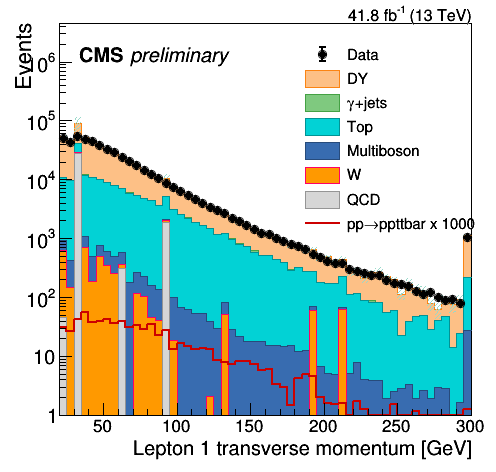 41.8 fb⁻¹ (13 TeV)
Events
CMS preliminary
Data
DY
γ+jets
Top
Multiboson
W
QCD
pp→ppttbar x 1000
10⁶
10⁵
10⁴
10³
10²
10
1
50 100 150 200 250 300
Lepton 1 transverse momentum [GeV]